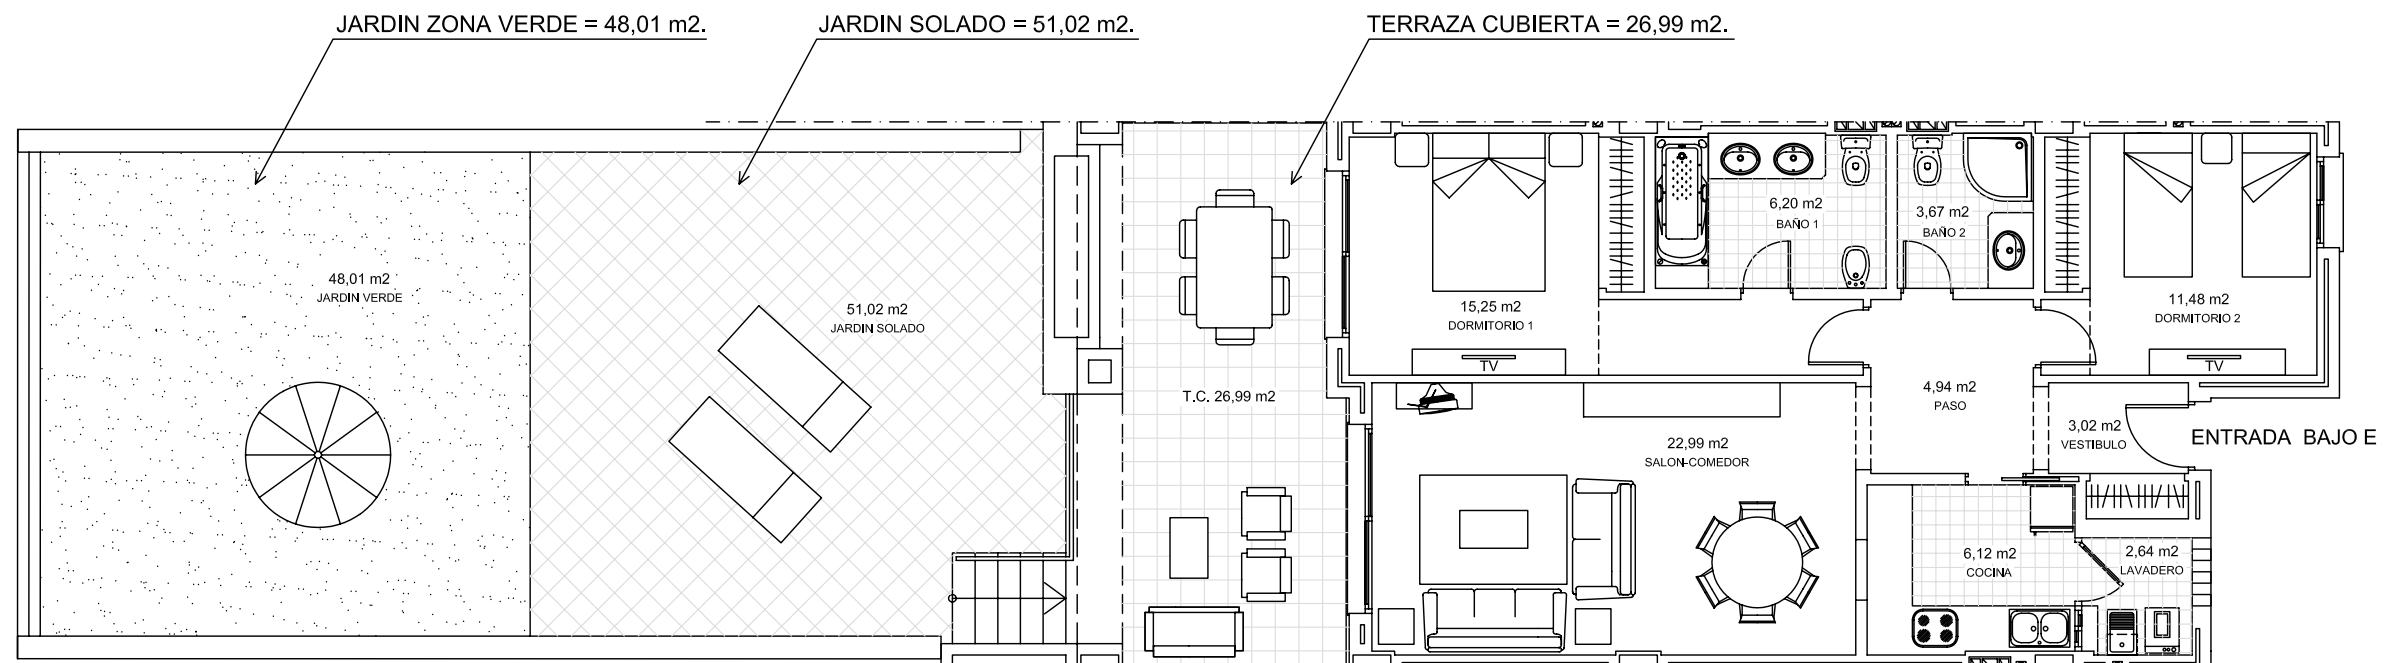 JARDIN ZONA VERDE = 48,01 m2.
JARDIN SOLADO = 51,02 m2.
TERRAZA CUBIERTA = 26,99 m2.
48,01 m2
JARDIN VERDE
51,02 m2
JARDIN SOLADO
T.C. 26,99 m2
15,25 m2
DORMITORIO 1
TV
6,20 m2
BAÑO 1
3,67 m2
BAÑO 2
11,48 m2
DORMITORIO 2
TV
4,94 m2
PASO
3,02 m2
VESTIBULO
ENTRADA BAJO E
22,99 m2
SALON-COMEDOR
6,12 m2
COCINA
2,64 m2
LAVADERO